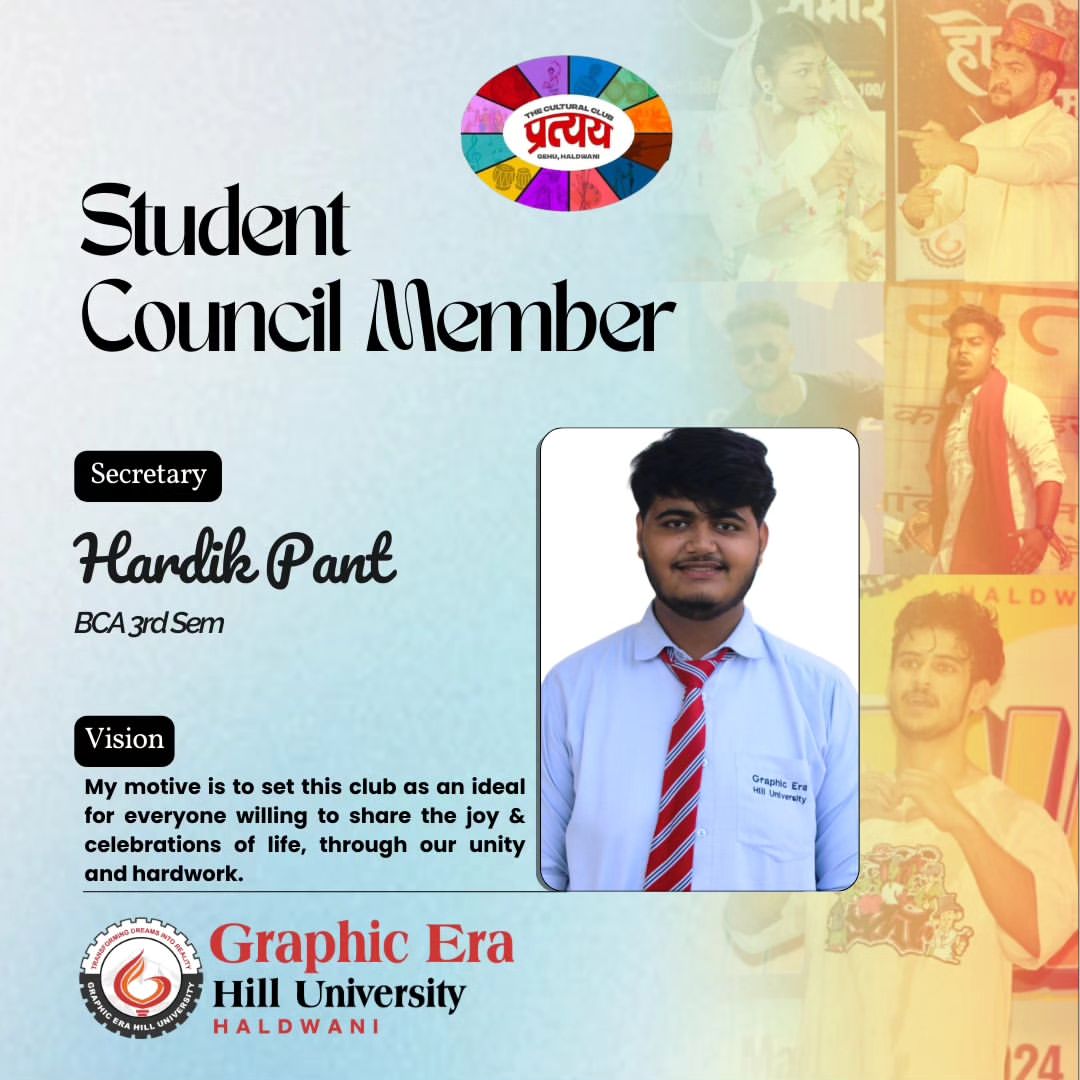 THE CULTURAL CLUB
प्रत्यय
GEHU, HALDWANI
Student
Council Member
Secretary
Hardik Pant
BCA 3rd Sem
Vision
My motive is to set this club as an ideal
for everyone willing to share the joy &
celebrations of life, through our unity
and hardwork.
Graphic Era
Hill University
TRANSFORMING DREAMS INTO REALITY
GRAPHIC ERA HILL UNIVERSITY
Graphic Era
Hill University
HALDWANI
हो
100/
HALDW
024